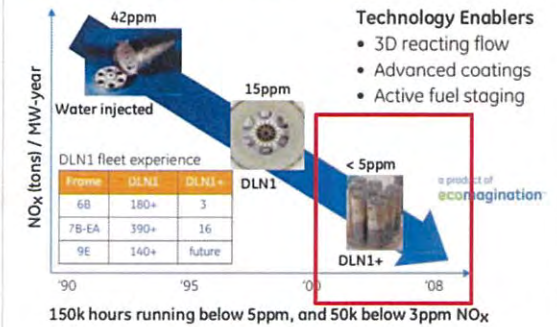 42ppm
Technology Enablers
• 3D reacting flow
• Advanced coatings
• Active fuel staging
15ppm
Water injected
NOx (tons) / MW-year
DLN1 fleet experience
Frame DLN1 DLN1+
6B 180+ 3
7B-EA 390+ 16
9E 140+ future
DLN1
< 5ppm
a product of
ecomagination
DLN1+
'90 '95 '00 '08
150k hours running below 5ppm, and 50k below 3ppm NOx